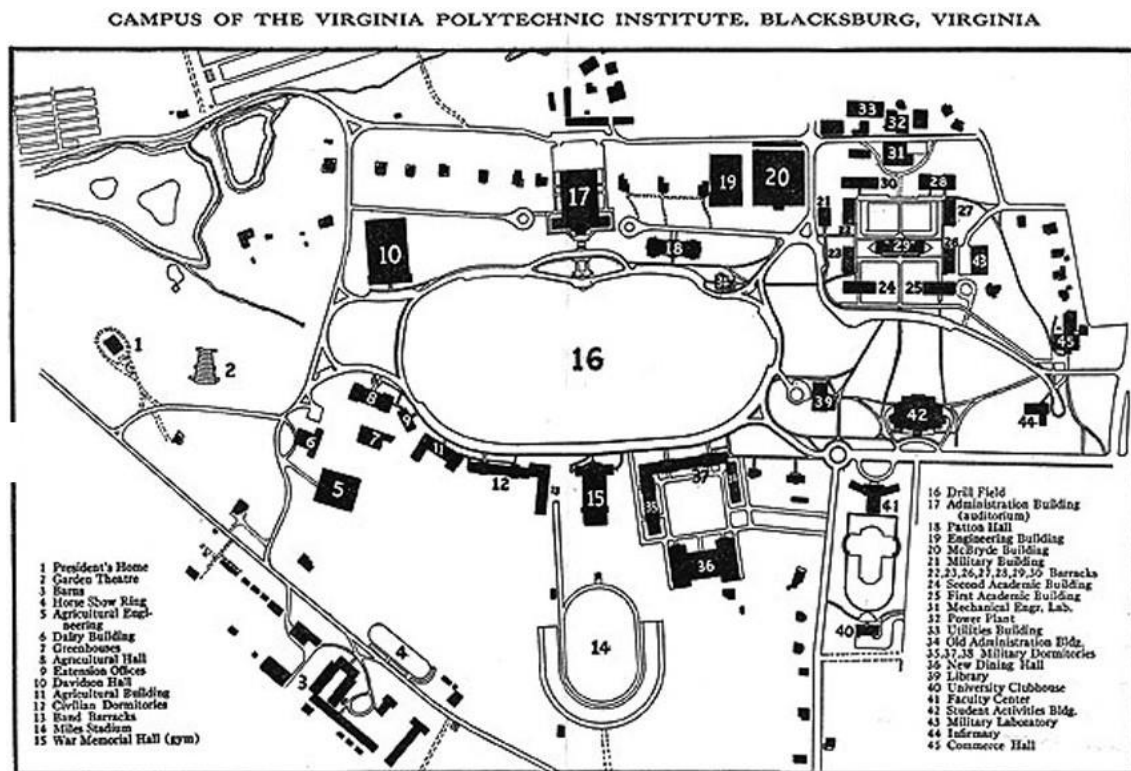 CAMPUS OF THE VIRGINIA POLYTECHNIC INSTITUTE, BLACKSBURG, VIRGINIA
33
32
31
17
19
20
30
28
21
27
22
18
29
26
10
23
43
24
25
34
1
2
16
45
8
39
9
42
44
6
7
11
37
12
5
13
15
35
38
41
36
14
40
4
3
1 President's Home
2 Garden Theatre
3 Barns
4 Horse Show Ring
5 Agricultural Engi-
neering
6 Dairy Building
7 Greenhouses
8 Agricultural Hall
9 Extension Offices
10 Davidson Hall
11 Agricultural Building
12 Civilian Dormitories
13 Band Barracks
14 Miles Stadium
15 War Memorial Hall (gym)
16 Drill Field
17 Administration Building
(auditorium)
18 Patton Hall
19 Engineering Building
20 McBryde Building
21 Military Building
22,23,26,27,28,29,30 Barracks
24 Second Academic Building
25 First Academic Building
31 Mechanical Engr. Lab.
32 Power Plant
33 Utilities Building
34 Old Administration Bldg.
35,37,38 Military Dormitories
36 New Dining Hall
39 Library
40 University Clubhouse
41 Faculty Center
42 Student Activities Bldg.
43 Military Laboratory
44 Infirmary
45 Commerce Hall